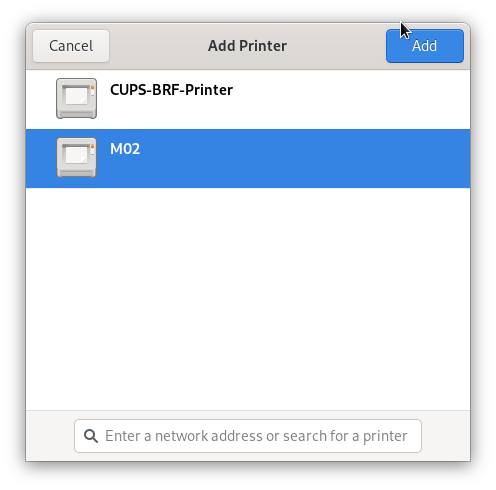 Cancel Add Printer Add
CUPS-BRF-Printer
M02
Enter a network address or search for a printer